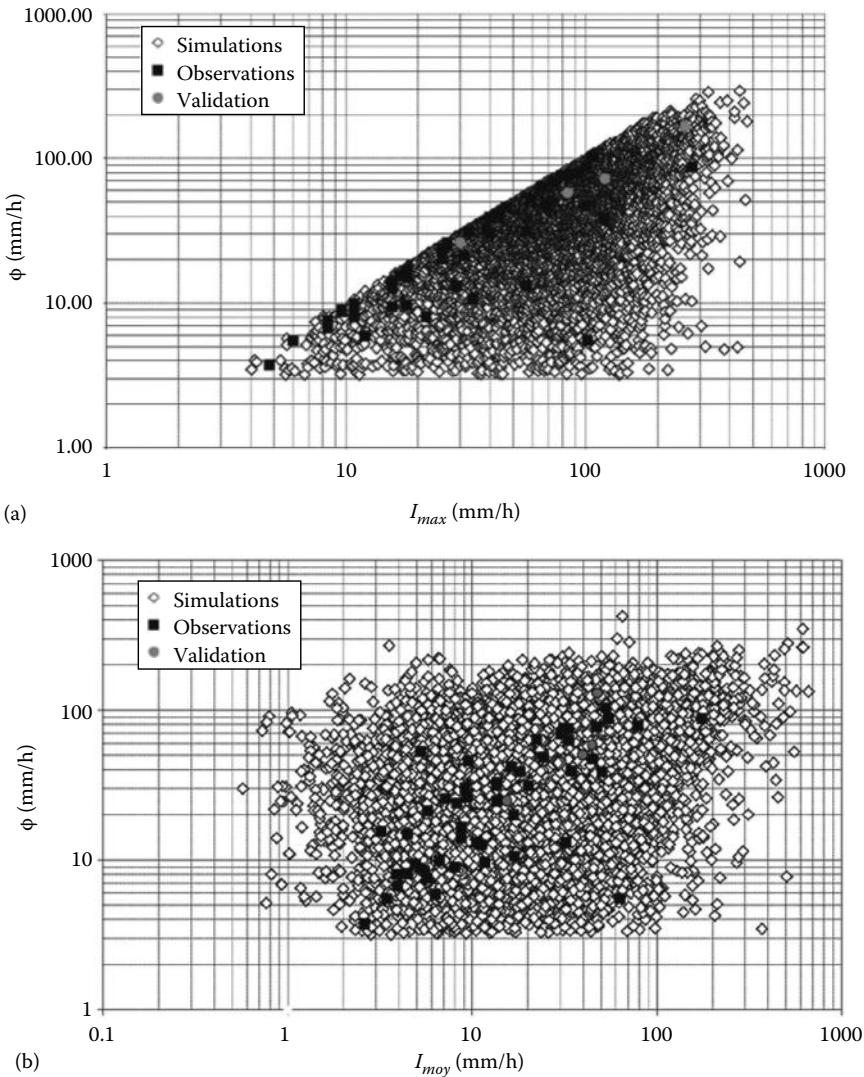 1000.00
Simulations
Observations
Validation
100.00
ϕ (mm/h)
10.00
1.00
1 10 100 1000
(a)
I_max (mm/h)
1000
Simulations
Observations
Validation
100
ϕ (mm/h)
10
1
0.1 1 10 100 1000
(b)
I_moy (mm/h)